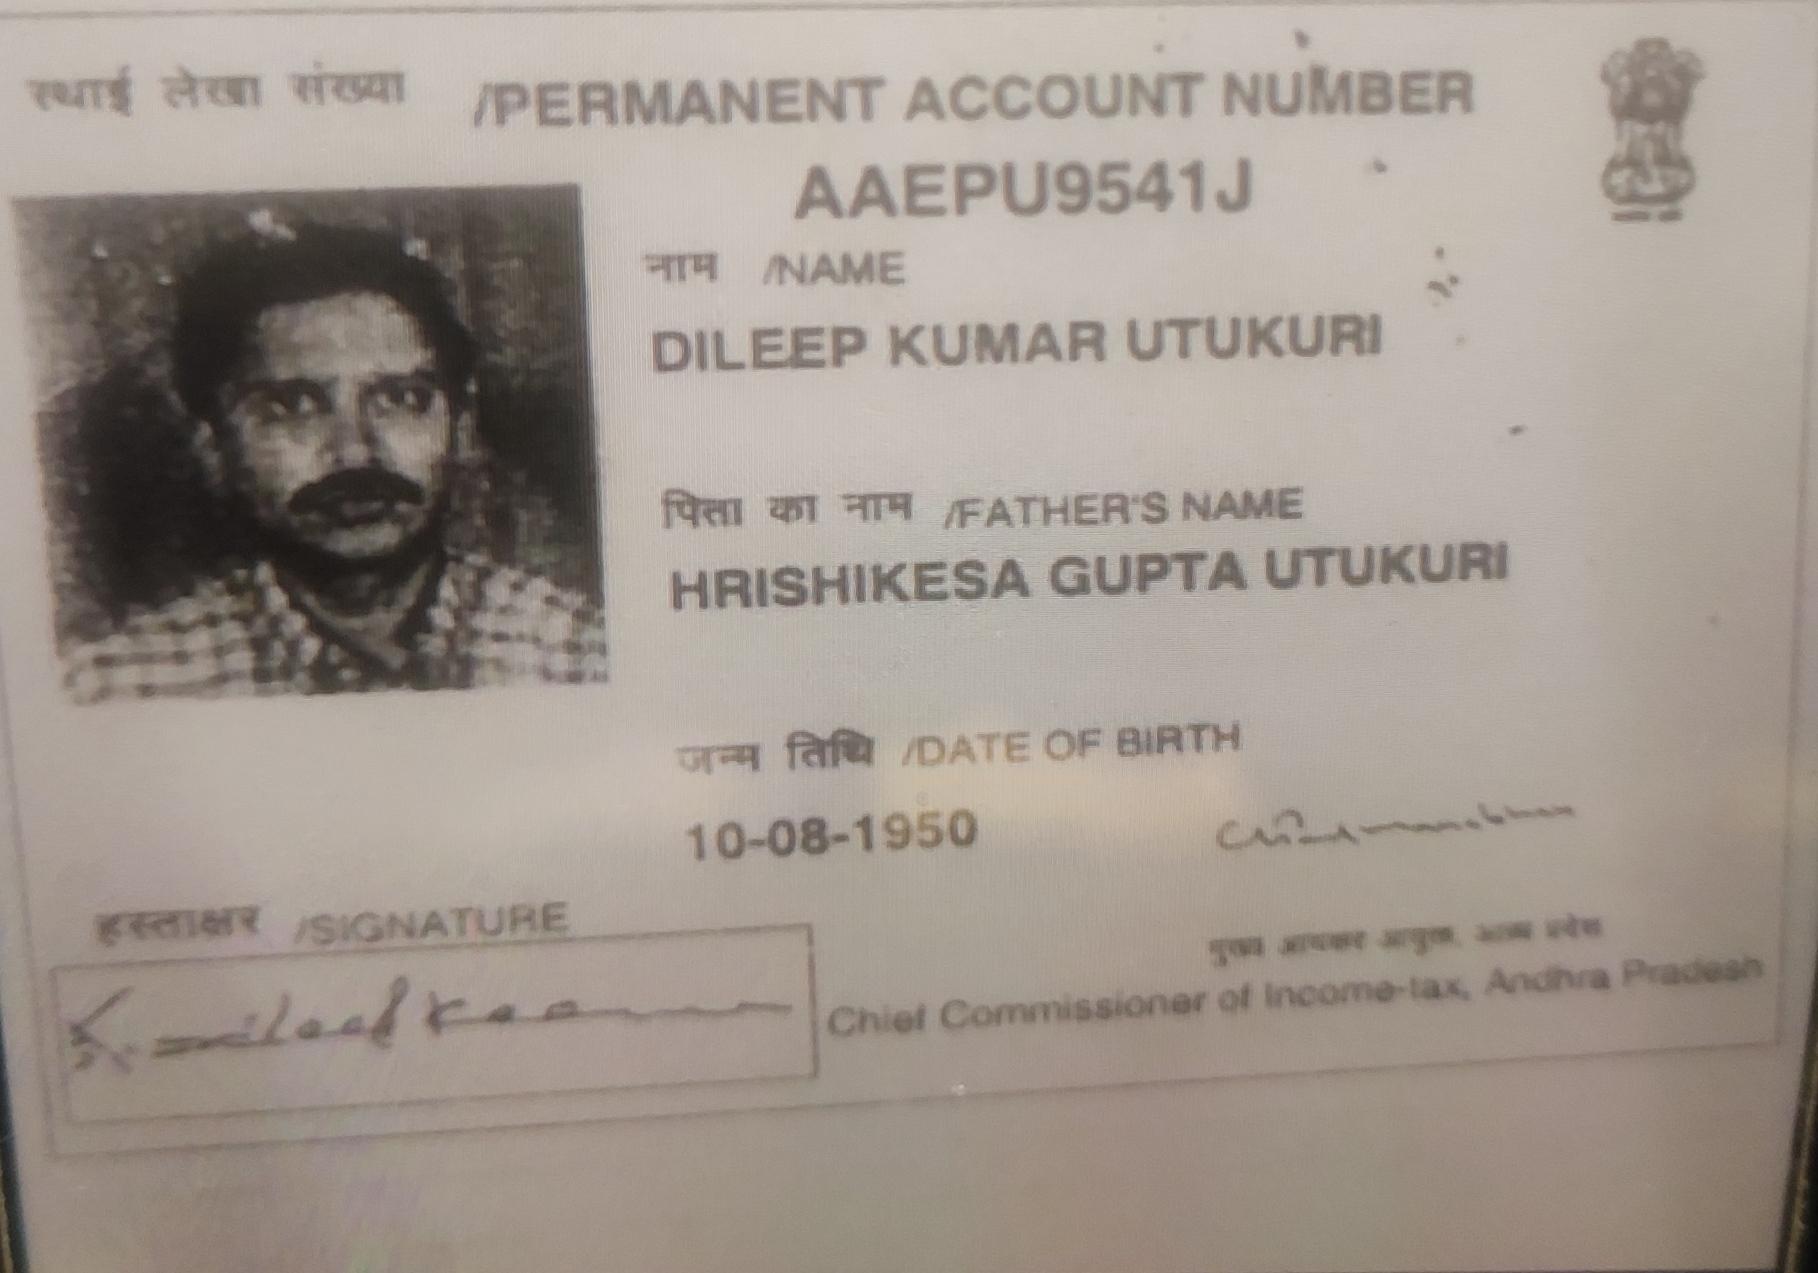 स्थाई लेखा संख्या /PERMANENT ACCOUNT NUMBER
AAEPU9541J
नाम /NAME
DILEEP KUMAR UTUKURI
पिता का नाम /FATHER'S NAME
HRISHIKESA GUPTA UTUKURI
जन्म तिथि /DATE OF BIRTH
10-08-1950
हस्ताक्षर /SIGNATURE
मुख्य आयकर आयुक्त, आन्ध्र प्रदेश
Chief Commissioner of Income-tax, Andhra Pradesh